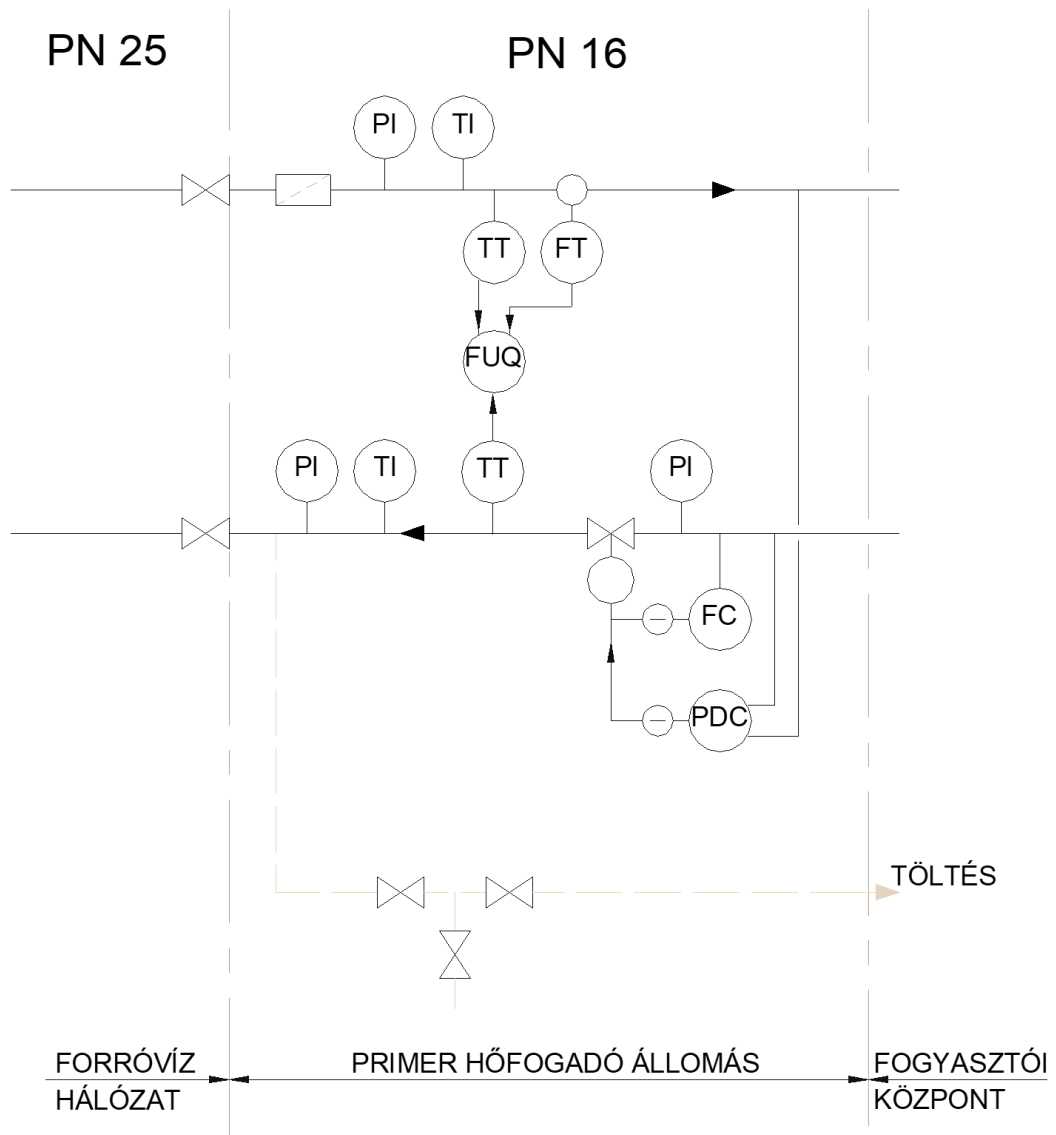 PN 25
PN 16
PI
TI
TT
FT
FUQ
PI
TI
TT
PI
FC
PDC
TÖLTÉS
FORRÓVÍZ
HÁLÓZAT
PRIMER HŐFOGADÓ ÁLLOMÁS
FOGYASZTÓI
KÖZPONT